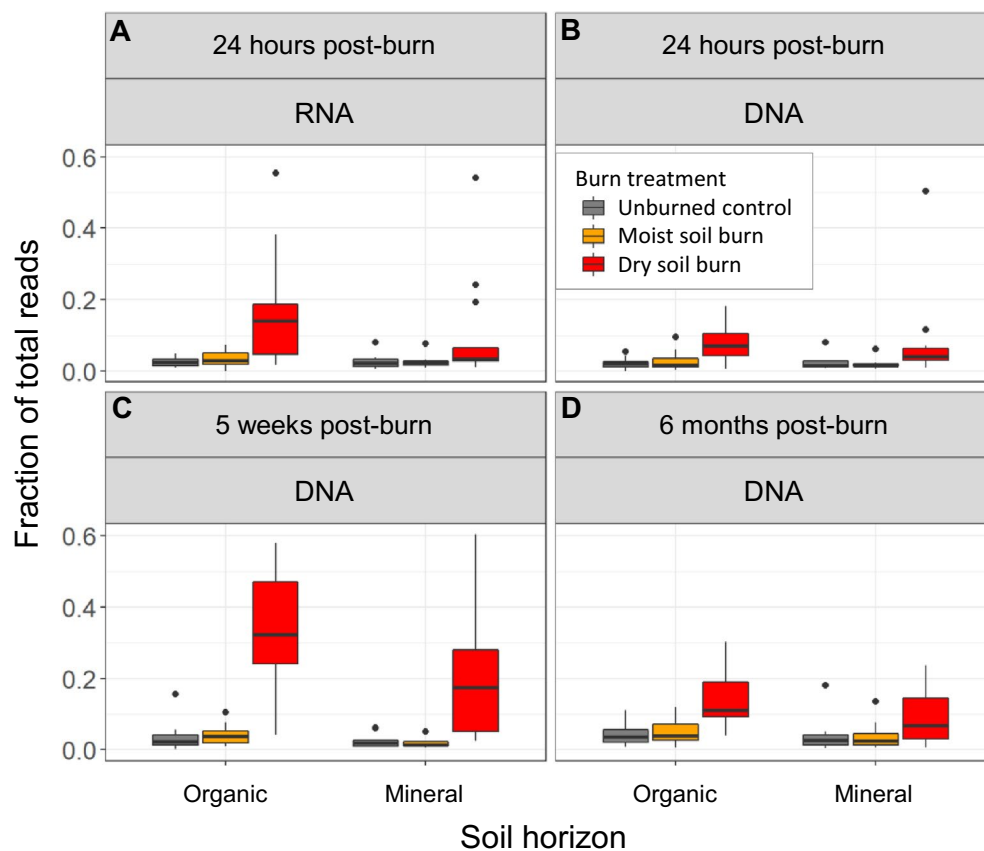 A
24 hours post-burn
B
24 hours post-burn
RNA
DNA
Fraction of total reads
0.6
0.4
0.2
0.0
Burn treatment
Unburned control
Moist soil burn
Dry soil burn
C
5 weeks post-burn
D
6 months post-burn
DNA
DNA
0.6
0.4
0.2
0.0
Organic
Mineral
Organic
Mineral
Soil horizon